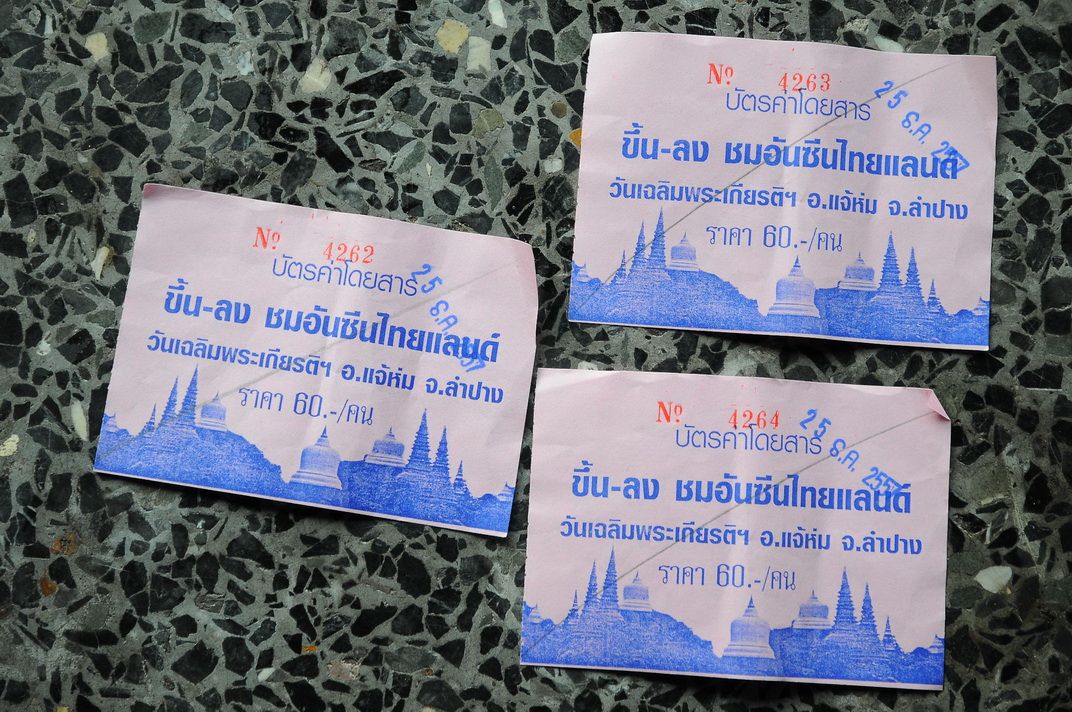 Nº 4262
บัตรค่าโดยสาร
25 ธ.ค. 2557
ขึ้น-ลง ชมอันซีนไทยแลนด์
วันเฉลิมพระเกียรติฯ อ.แจ้ห่ม จ.ลำปาง
ราคา 60.-/คน
Nº 4263
บัตรค่าโดยสาร
25 ธ.ค. 2557
ขึ้น-ลง ชมอันซีนไทยแลนด์
วันเฉลิมพระเกียรติฯ อ.แจ้ห่ม จ.ลำปาง
ราคา 60.-/คน
Nº 4264
บัตรค่าโดยสาร
25 ธ.ค. 2557
ขึ้น-ลง ชมอันซีนไทยแลนด์
วันเฉลิมพระเกียรติฯ อ.แจ้ห่ม จ.ลำปาง
ราคา 60.-/คน